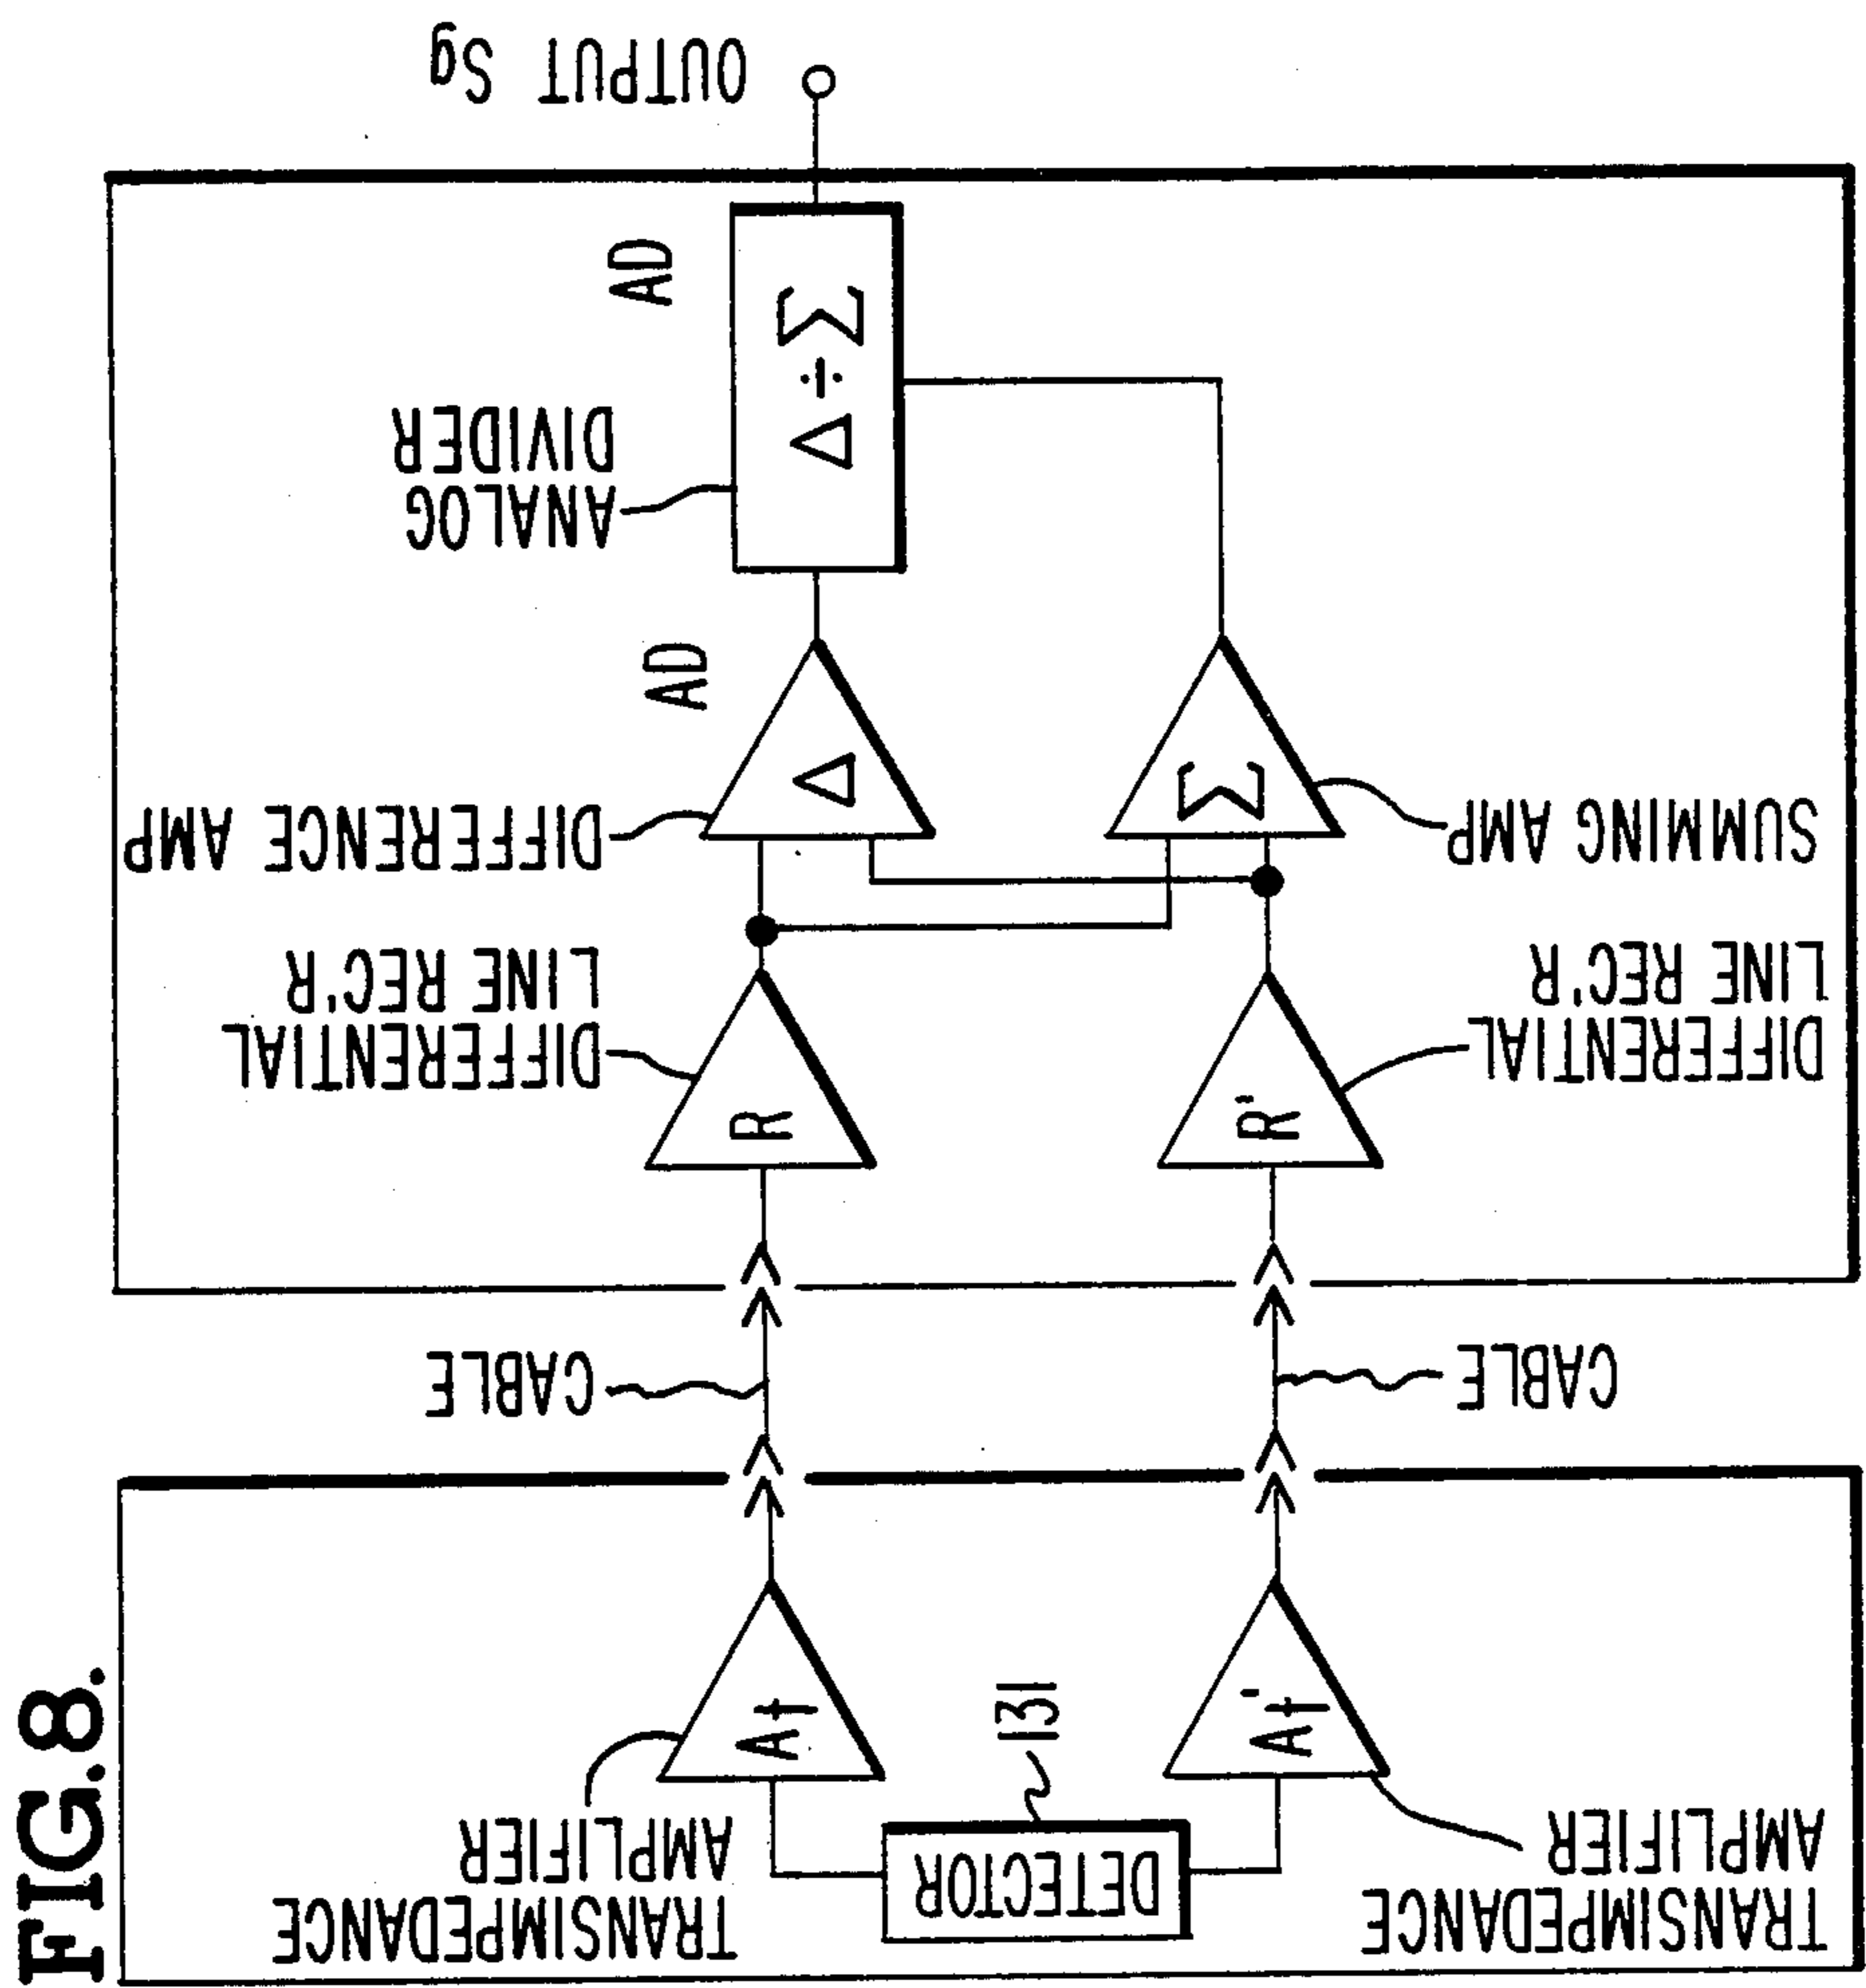 FIG.8.
TRANSIMPEDANCE
AMPLIFIER
At
DETECTOR
131
At'
TRANSIMPEDANCE
AMPLIFIER
CABLE
CABLE
DIFFERENTIAL
LINE REC'R
R
R'
DIFFERENTIAL
LINE REC'R
DIFFERENCE AMP
Δ
AD
Σ
SUMMING AMP
ANALOG
DIVIDER
Δ÷Σ
AD
OUTPUT Sg